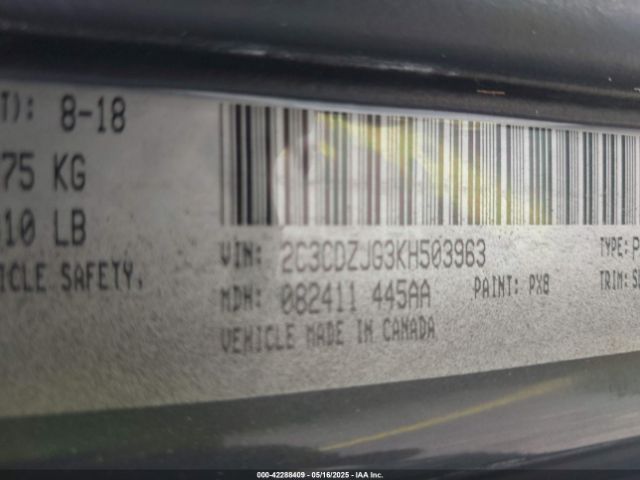 T): 8-18
75 KG
10 LB
ICLE SAFETY.
VIN: 2C3CDZJG3KH503963
TYPE: P
MDH: 082411 445AA
PAINT: PX8
TRIM:
VEHICLE MADE IN CANADA
000-42288409 - 05/16/2025 - IAA Inc.